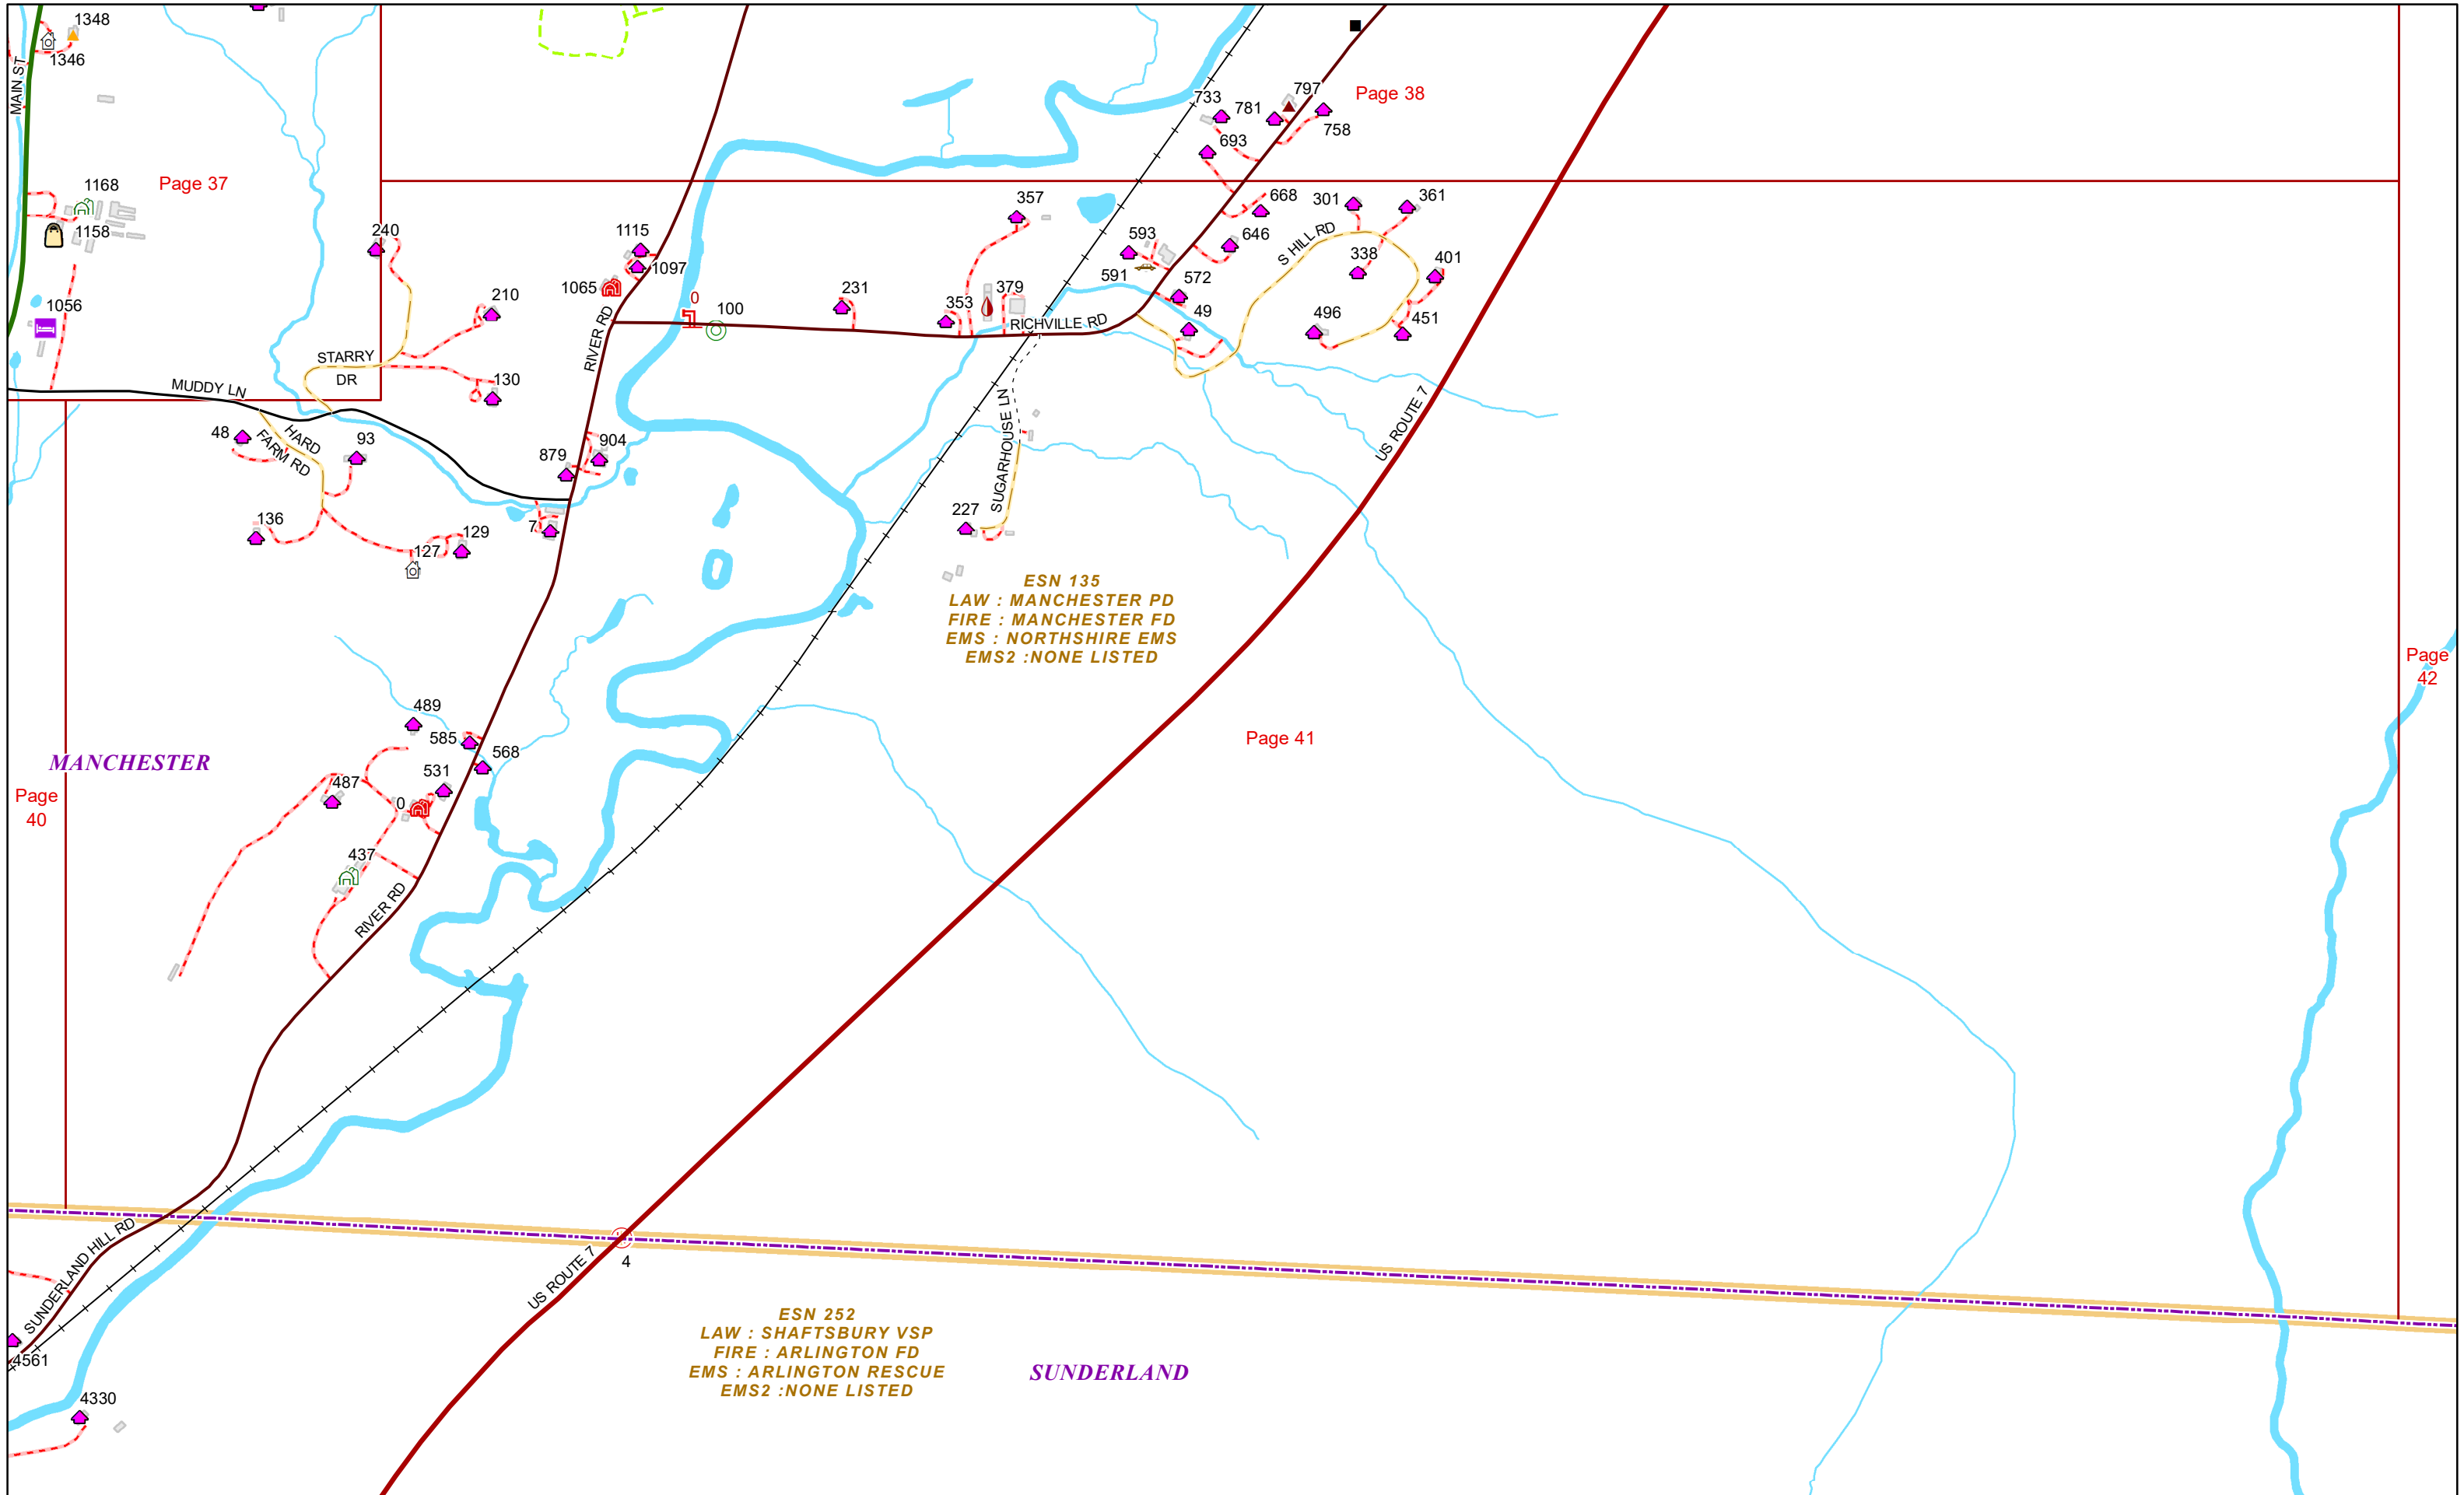 1348
1346
MAIN ST
733
781
797
Page 38
758
693
Page 37
1168
1158
240
1115
1097
1065
357
668
301
361
593
646
S HILL RD
338
401
591
572
1056
210
0
100
231
353
379
RICHVILLE RD
49
496
451
RIVER RD
STARRY
DR
130
MUDDY LN
US ROUTE 7
48
HARD
FARM RD
93
879
904
SUGARHOUSE LN
136
129
127
7
227
ESN 135
LAW : MANCHESTER PD
FIRE : MANCHESTER FD
EMS : NORTHSHIRE EMS
EMS2 :NONE LISTED
Page
42
489
585
568
Page 41
MANCHESTER
Page
40
487
531
0
437
RIVER RD
SUNDERLAND HILL RD
4
US ROUTE 7
ESN 252
LAW : SHAFTSBURY VSP
FIRE : ARLINGTON FD
EMS : ARLINGTON RESCUE
EMS2 :NONE LISTED
SUNDERLAND
4561
4330